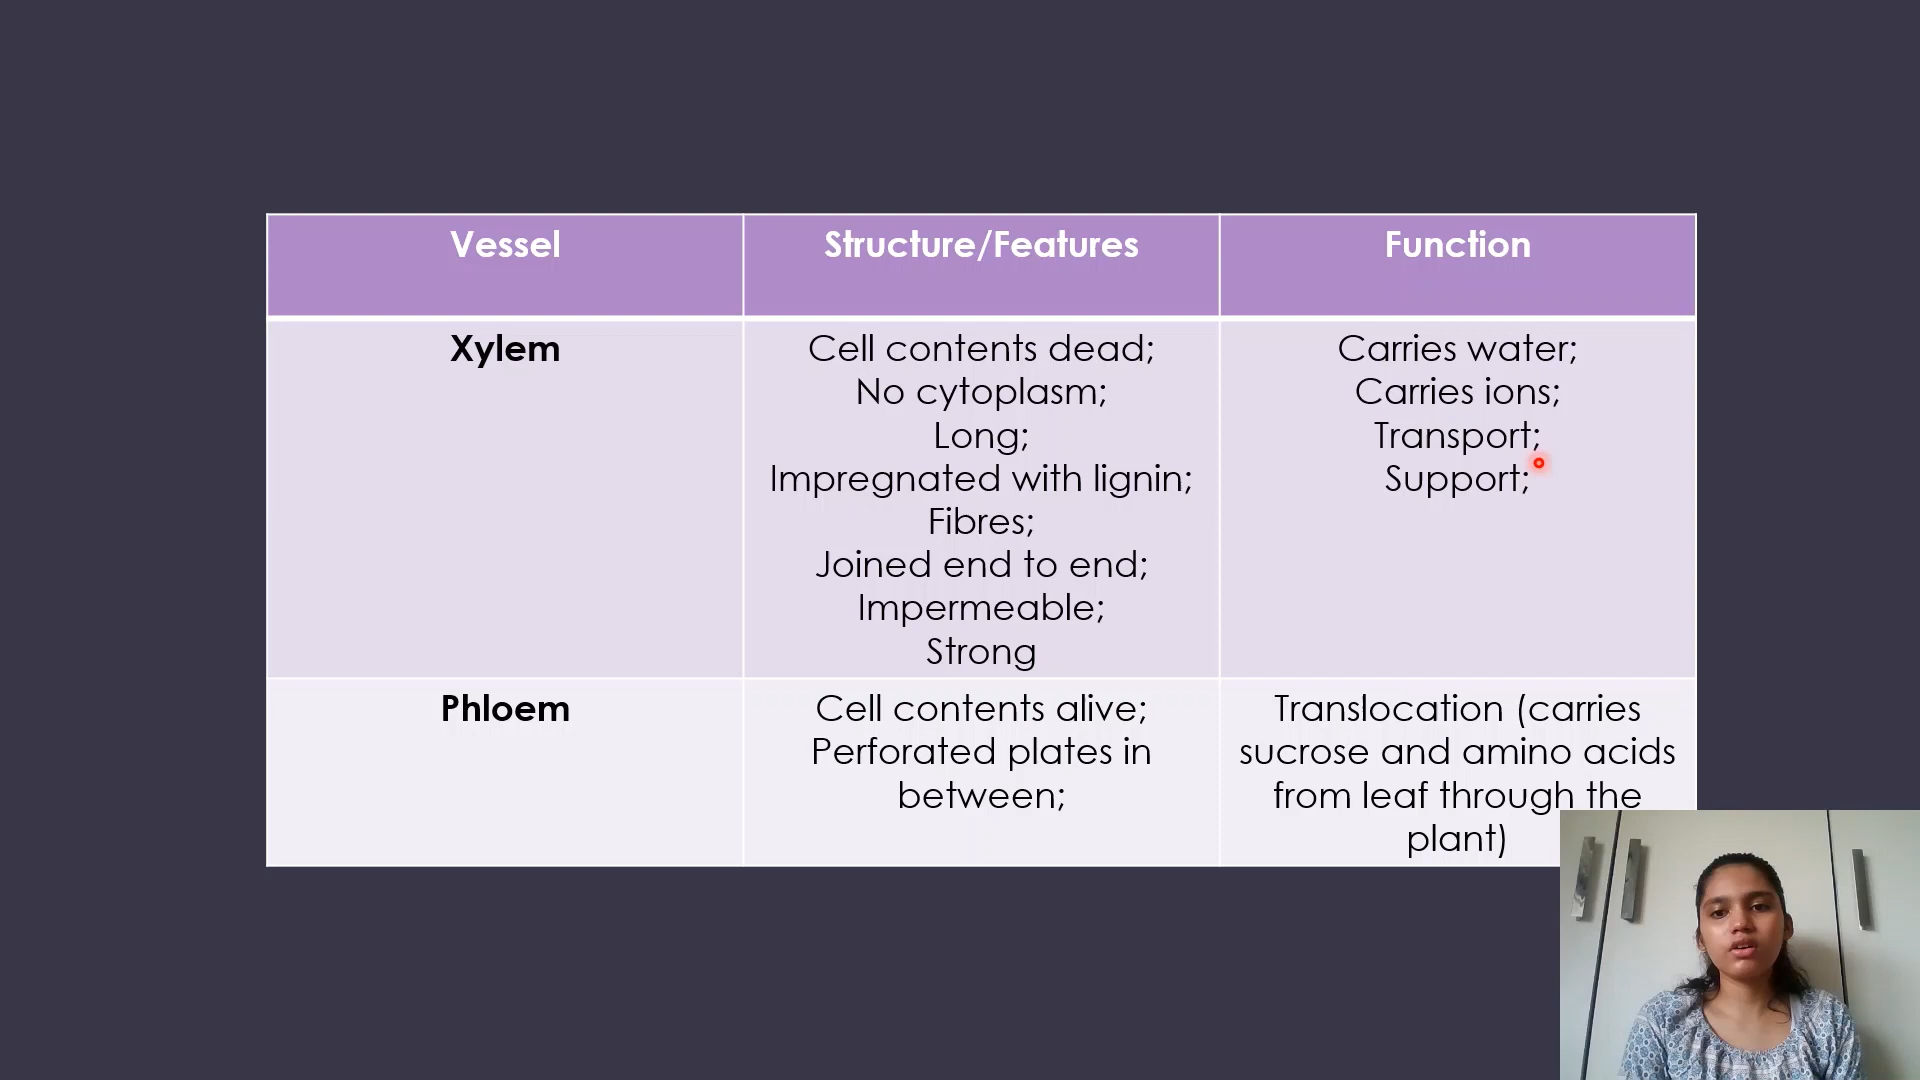 Vessel
Structure/Features
Function
Xylem
Cell contents dead;
No cytoplasm;
Long;
Impregnated with lignin;
Fibres;
Joined end to end;
Impermeable;
Strong
Carries water;
Carries ions;
Transport;
Support;
Phloem
Cell contents alive;
Perforated plates in
between;
Translocation (carries
sucrose and amino acids
from leaf through the
plant)